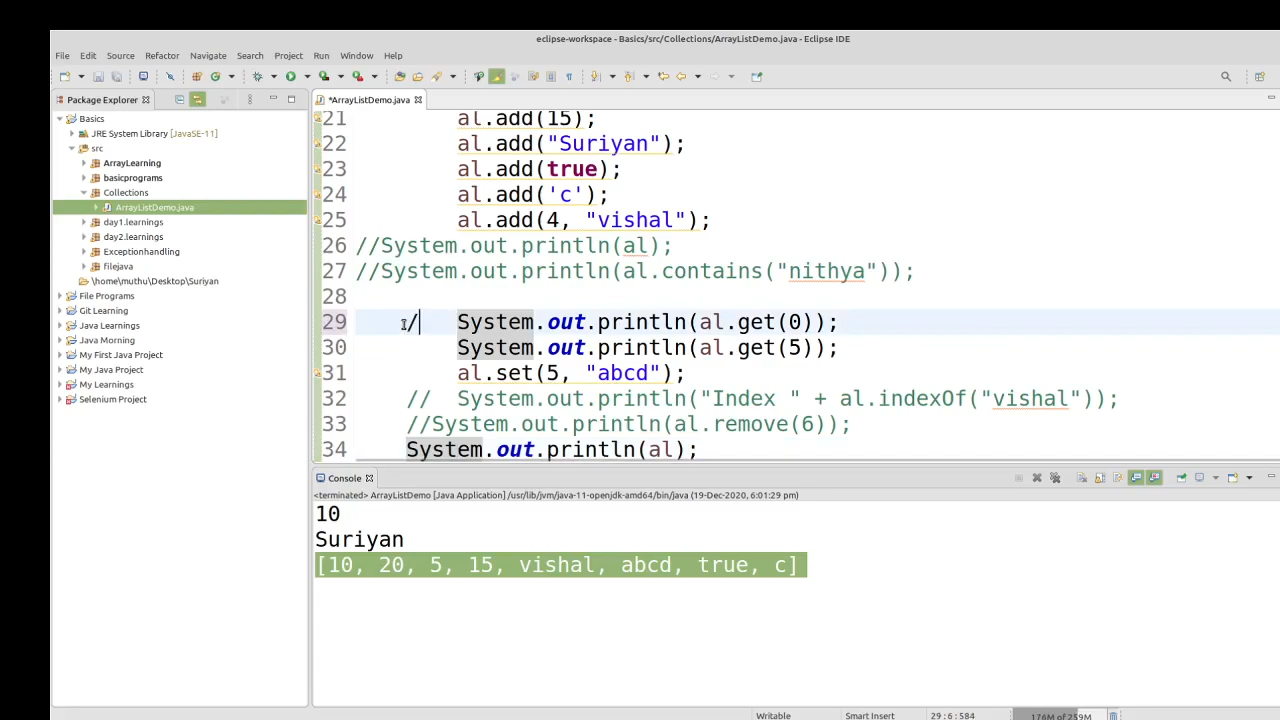 eclipse-workspace - Basics/src/Collections/ArrayListDemo.java - Eclipse IDE
File Edit Source Refactor Navigate Search Project Run Window Help
Package Explorer
*ArrayListDemo.java
Basics
JRE System Library [JavaSE-11]
src
ArrayLearning
basicprograms
Collections
ArrayListDemo.java
day1.learnings
day2.learnings
Exceptionhandling
filejava
\home\muthu\Desktop\Suriyan
File Programs
Git Learning
Java Learnings
Java Morning
My First Java Project
My Java Project
My Learnings
Selenium Project
21 al.add(15);
22 al.add("Suriyan");
23 al.add(true);
24 al.add('c');
25 al.add(4, "vishal");
26 //System.out.println(al);
27 //System.out.println(al.contains("nithya"));
28
29 / System.out.println(al.get(0));
30 System.out.println(al.get(5));
31 al.set(5, "abcd");
32 // System.out.println("Index " + al.indexOf("vishal"));
33 //System.out.println(al.remove(6));
34 System.out.println(al);
Console
<terminated> ArrayListDemo [Java Application] /usr/lib/jvm/java-11-openjdk-amd64/bin/java (19-Dec-2020, 6:01:29 pm)
10
Suriyan
[10, 20, 5, 15, vishal, abcd, true, c]
Writable Smart Insert 29:6:584 176M of 259M